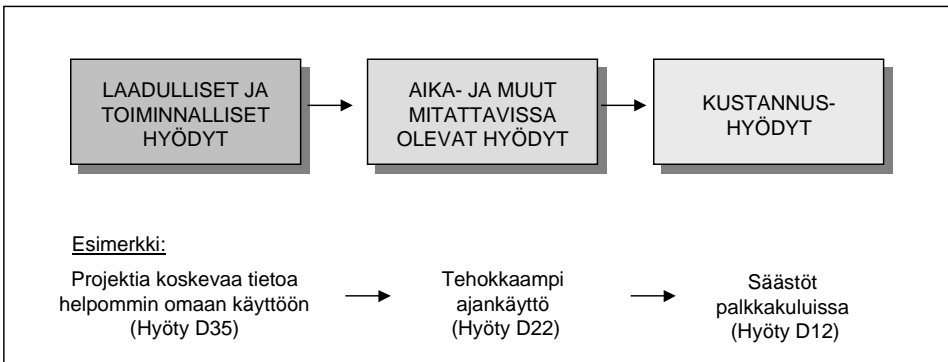 LAADULLISET JA
TOIMINNALLISET
HYÖDYT
AIKA- JA MUUT
MITATTAVISSA
OLEVAT HYÖDYT
KUSTANNUS-
HYÖDYT
Esimerkki:
Projektia koskevaa tietoa
helpommin omaan käyttöön
(Hyöty D35)
Tehokkaampi
ajankäyttö
(Hyöty D22)
Säästöt
palkkakuluissa
(Hyöty D12)